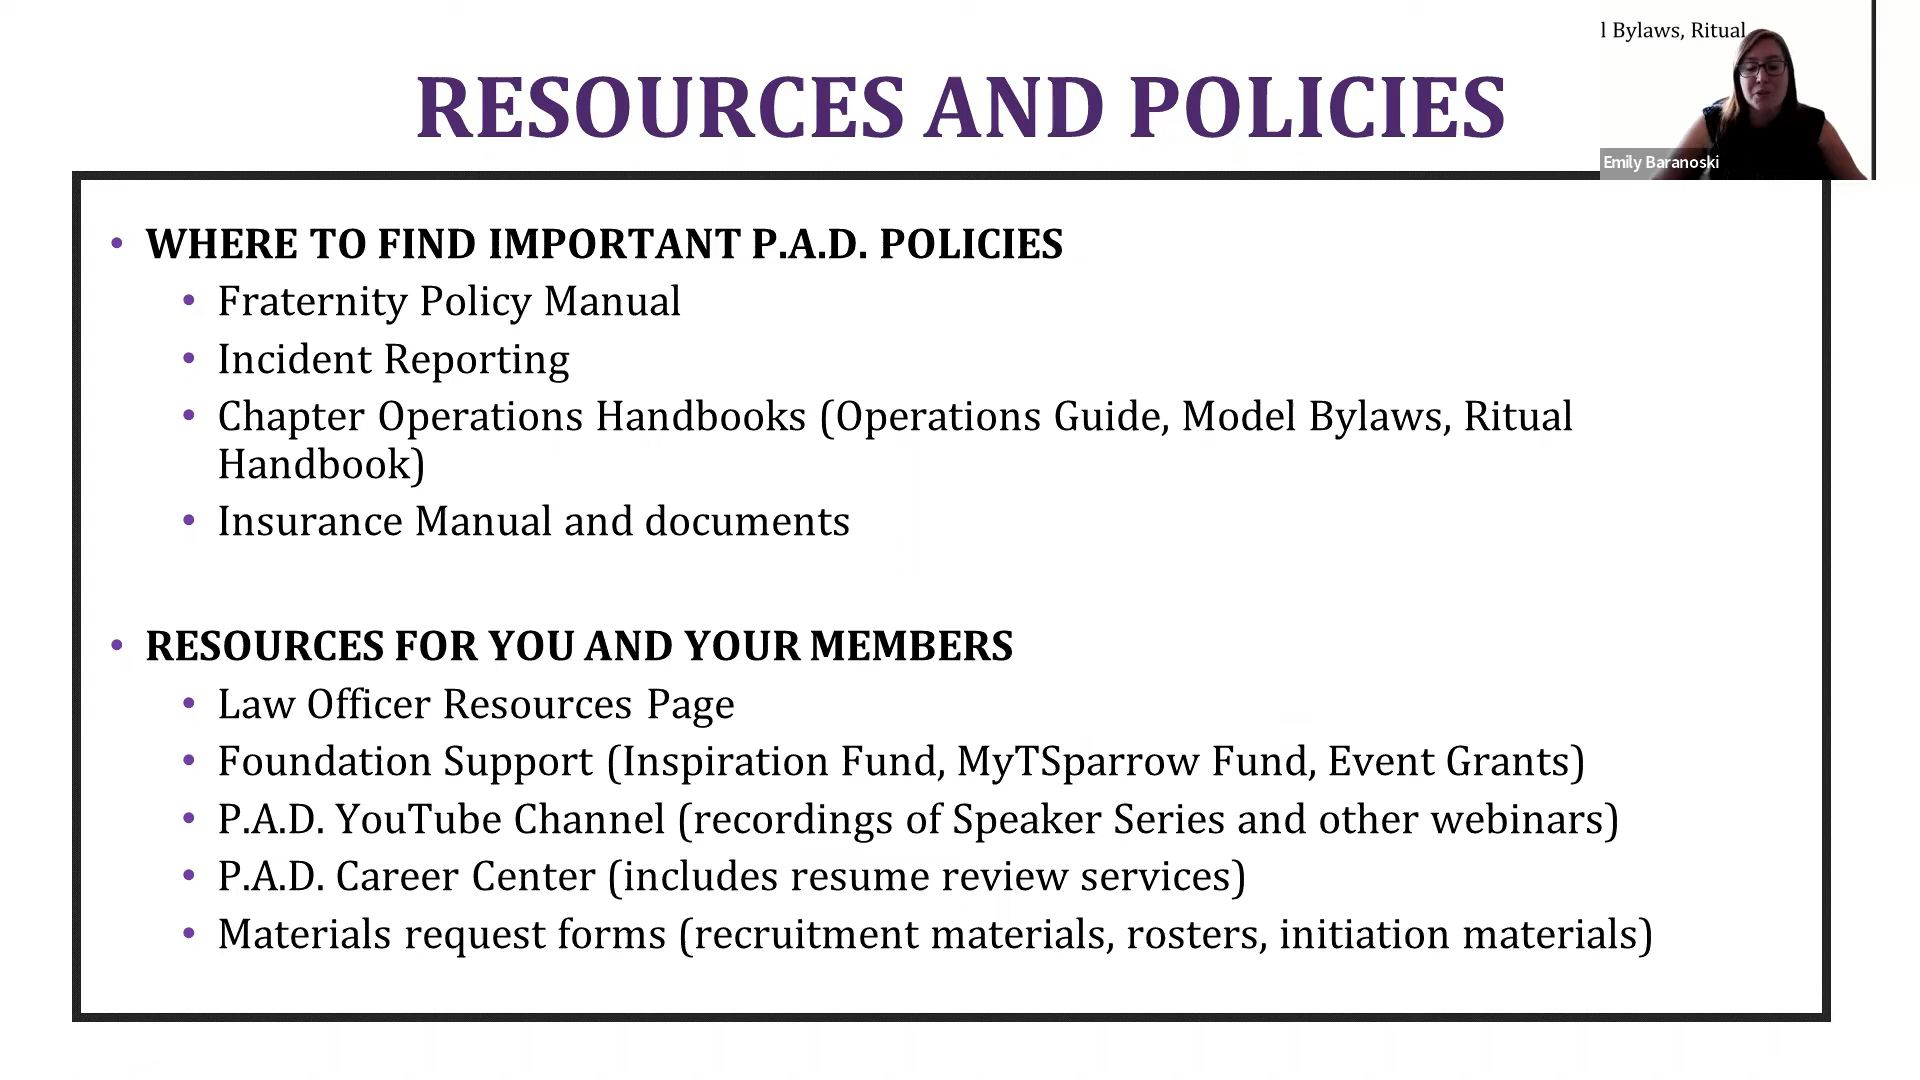 l Bylaws, Ritual
RESOURCES AND POLICIES
Emily Baranoski
• WHERE TO FIND IMPORTANT P.A.D. POLICIES
• Fraternity Policy Manual
• Incident Reporting
• Chapter Operations Handbooks (Operations Guide, Model Bylaws, Ritual
Handbook)
• Insurance Manual and documents
• RESOURCES FOR YOU AND YOUR MEMBERS
• Law Officer Resources Page
• Foundation Support (Inspiration Fund, MyTSparrow Fund, Event Grants)
• P.A.D. YouTube Channel (recordings of Speaker Series and other webinars)
• P.A.D. Career Center (includes resume review services)
• Materials request forms (recruitment materials, rosters, initiation materials)